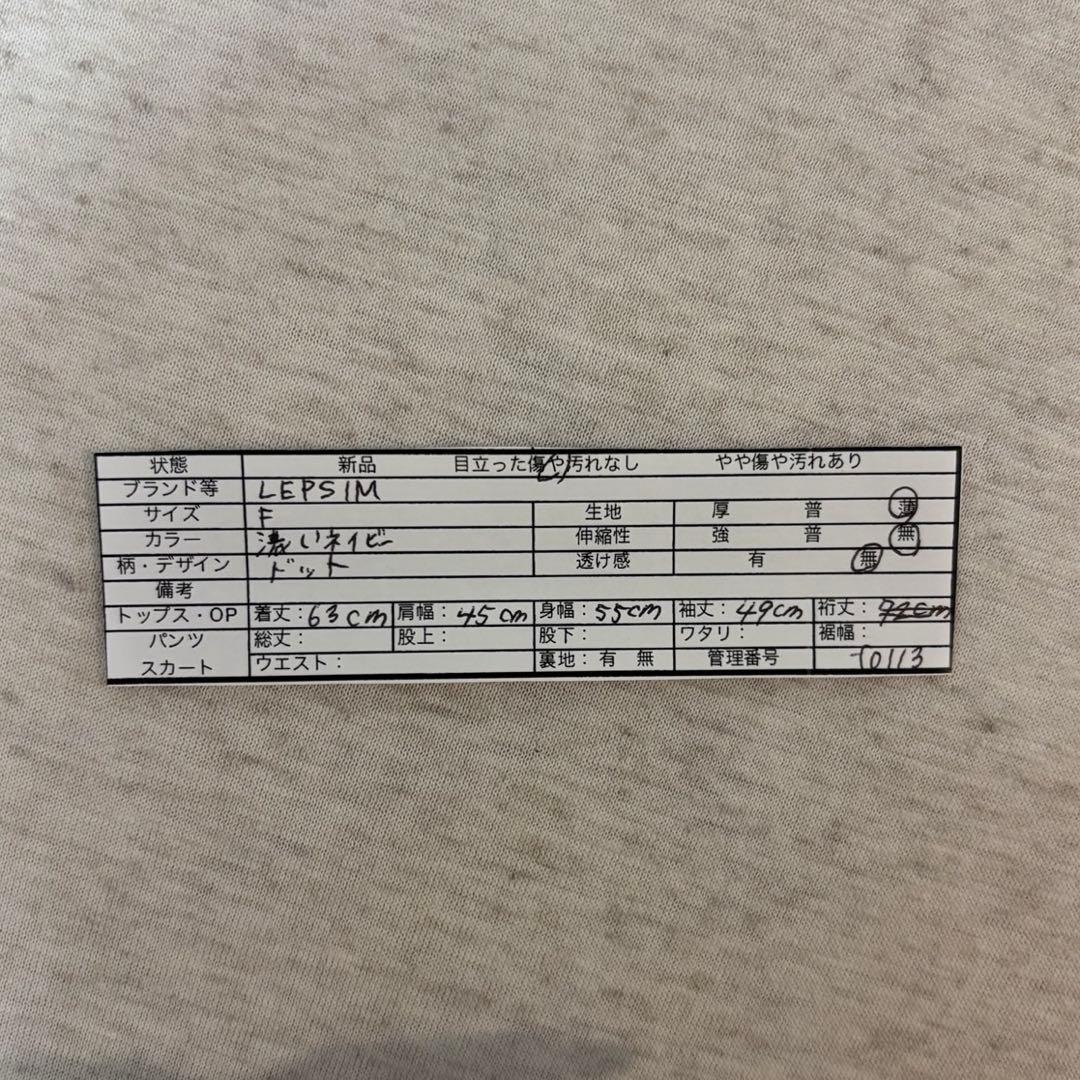 状態 新品 目立った傷や汚れなし やや傷や汚れあり
ブランド等 LEPSIM
サイズ F 生地 厚 普 薄
カラー 濃いネイビー 伸縮性 強 普 無
柄・デザイン ドット 透け感 有 無
備考
トップス・OP 着丈：63cm 肩幅：45cm 身幅：55cm 袖丈：49cm 裄丈：72cm
パンツ 総丈： 股上： 股下： ワタリ： 裾幅：
スカート ウエスト： 裏地：有 無 管理番号 T0113